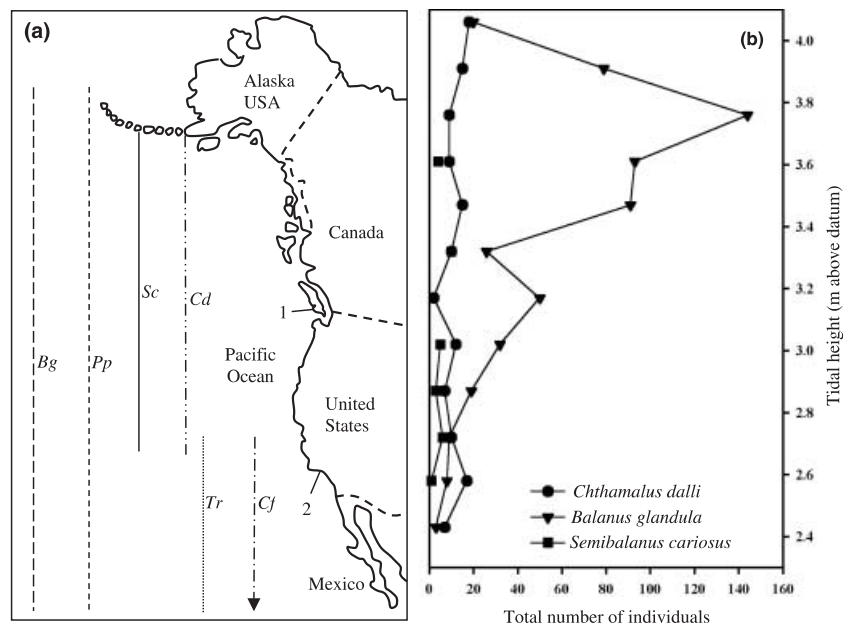 (a)
Alaska
USA
Canada
Sc
Cd
1
Pacific
Ocean
Bg
Pp
United
States
Tr
Cf
2
Mexico
(b)
4.0
3.8
3.6
3.4
3.2
3.0
2.8
2.6
2.4
Tidal height (m above datum)
Chthamalus dalli
Balanus glandula
Semibalanus cariosus
0 20 40 60 80 100 120 140 160
Total number of individuals